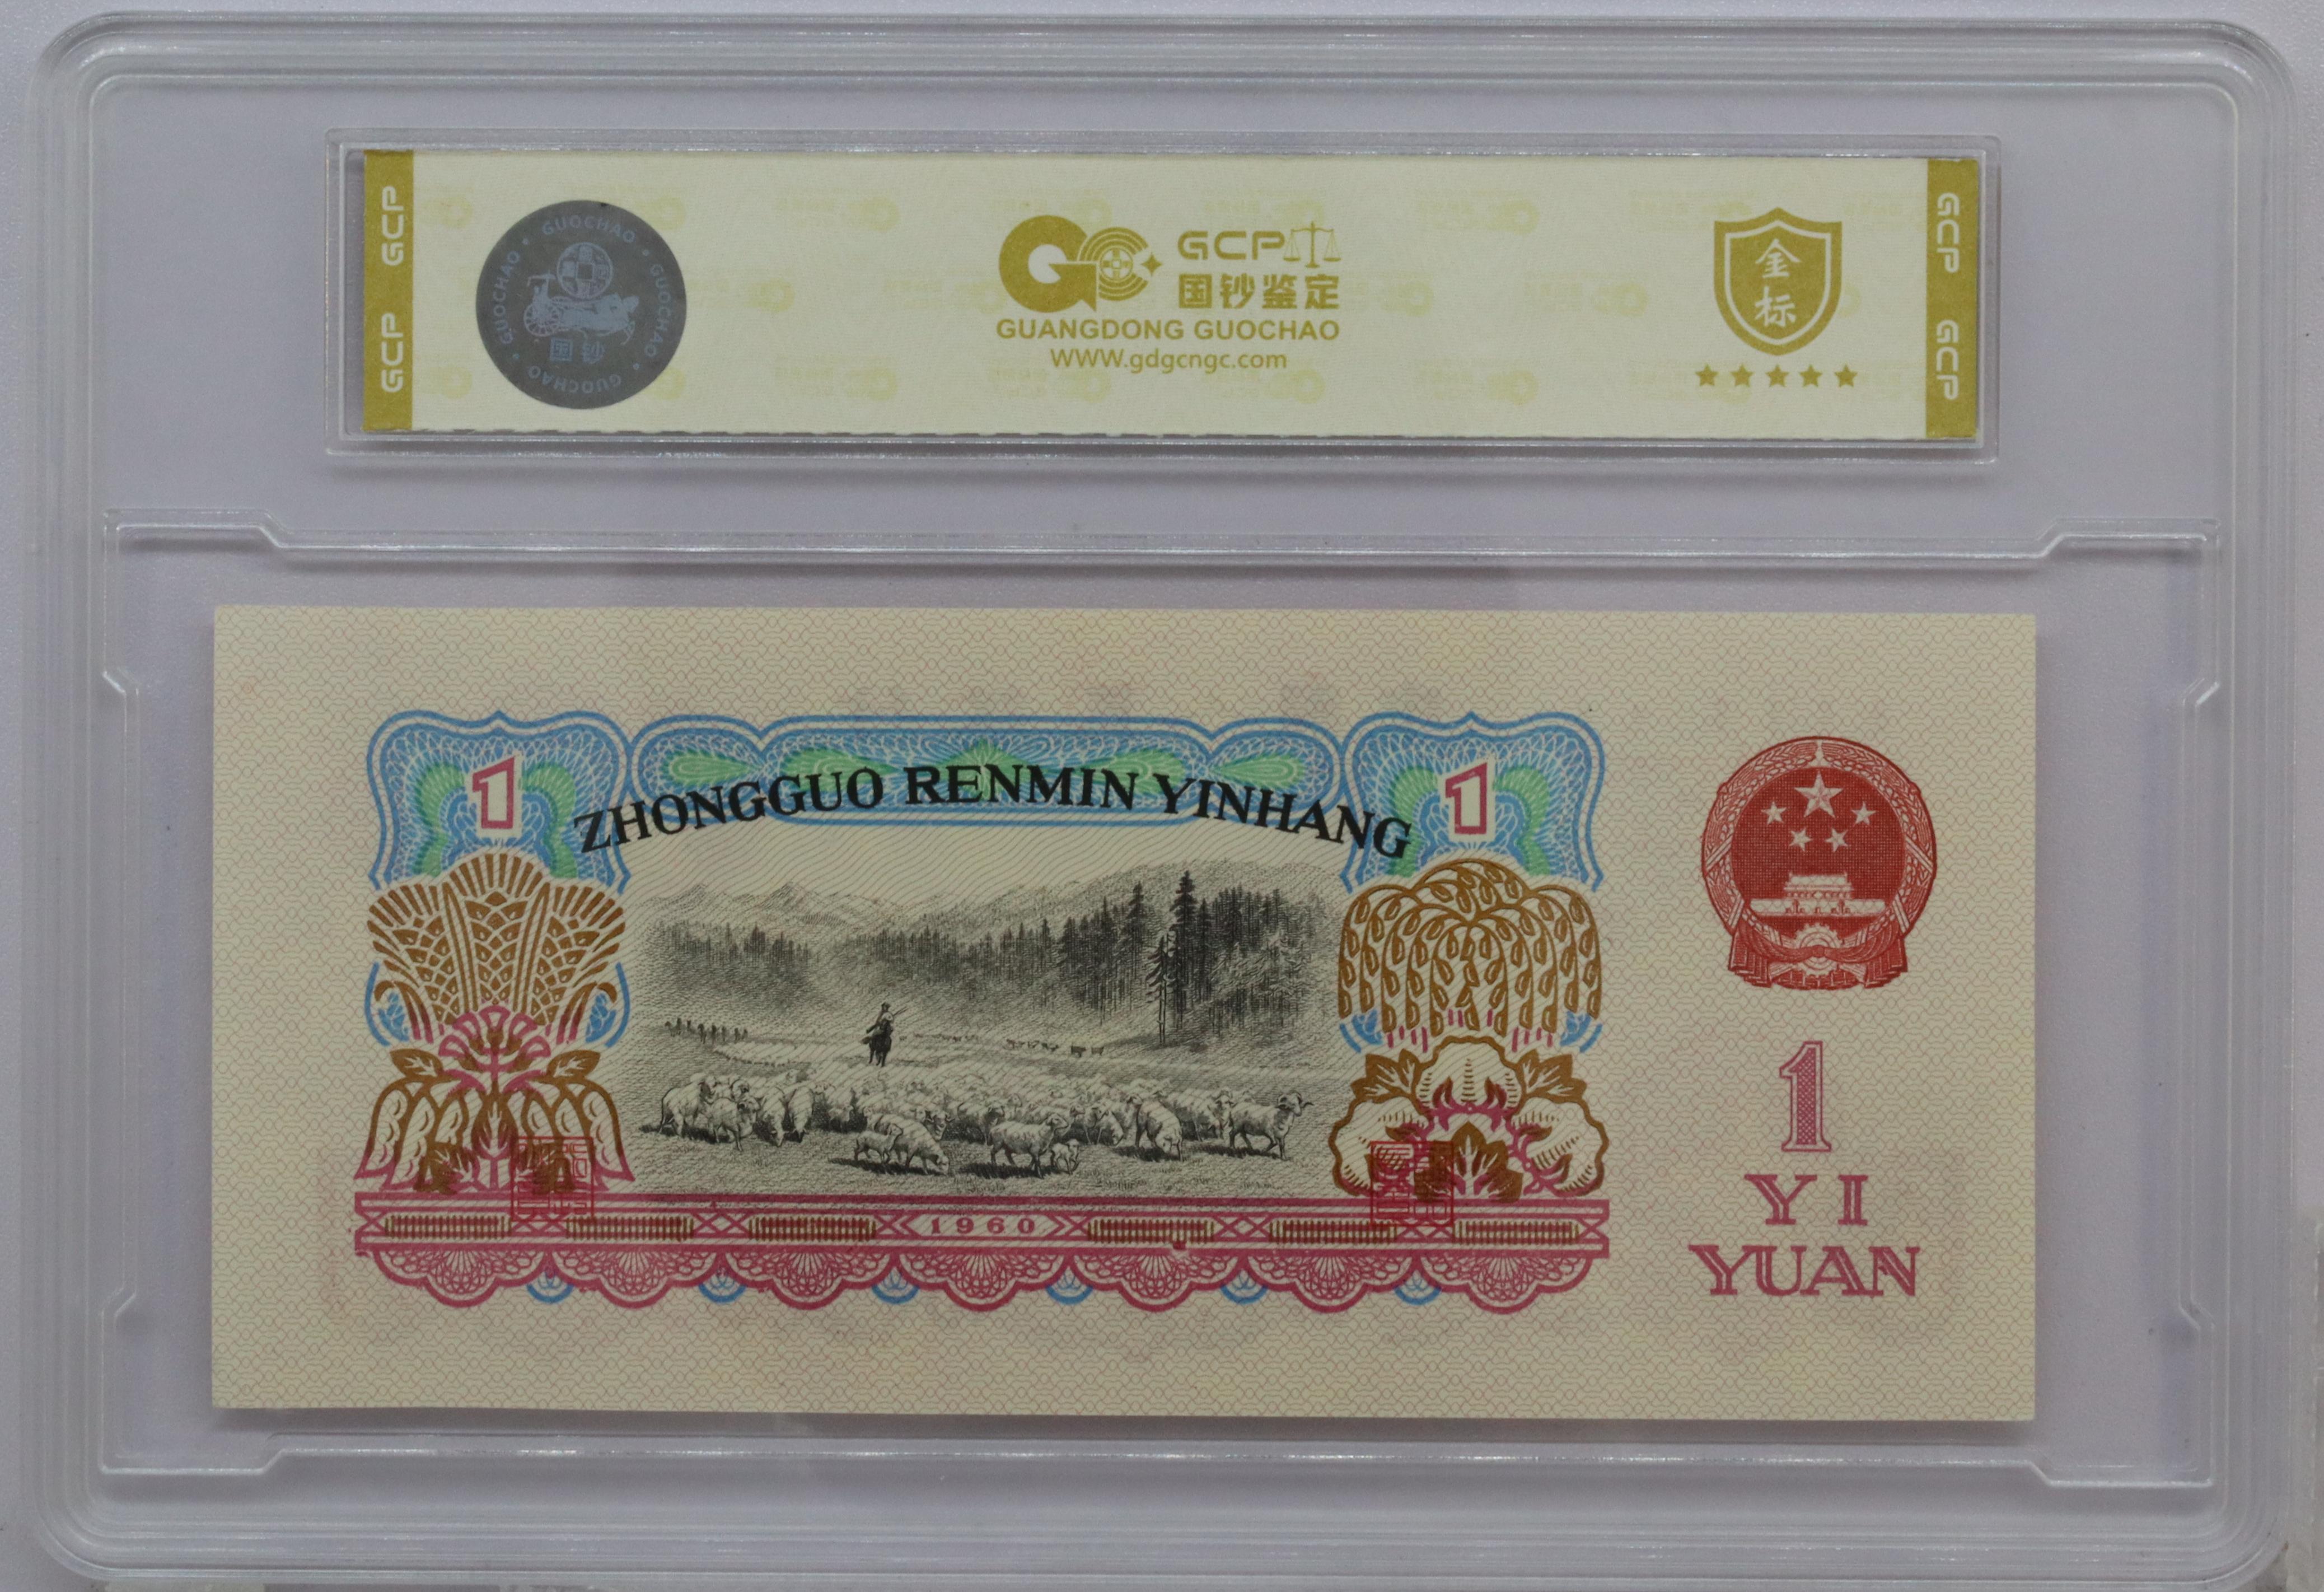 GCP GCP
GUOCHAO • GUOCHAO • GUOCHAO • GUOCHAO
国钞
GCP
国钞鉴定
GUANGDONG GUOCHAO
WWW.gdgcngc.com
金
标
GCP GCP
1
ZHONGGUO RENMIN YINHANG
1
1960
1
YI
YUAN